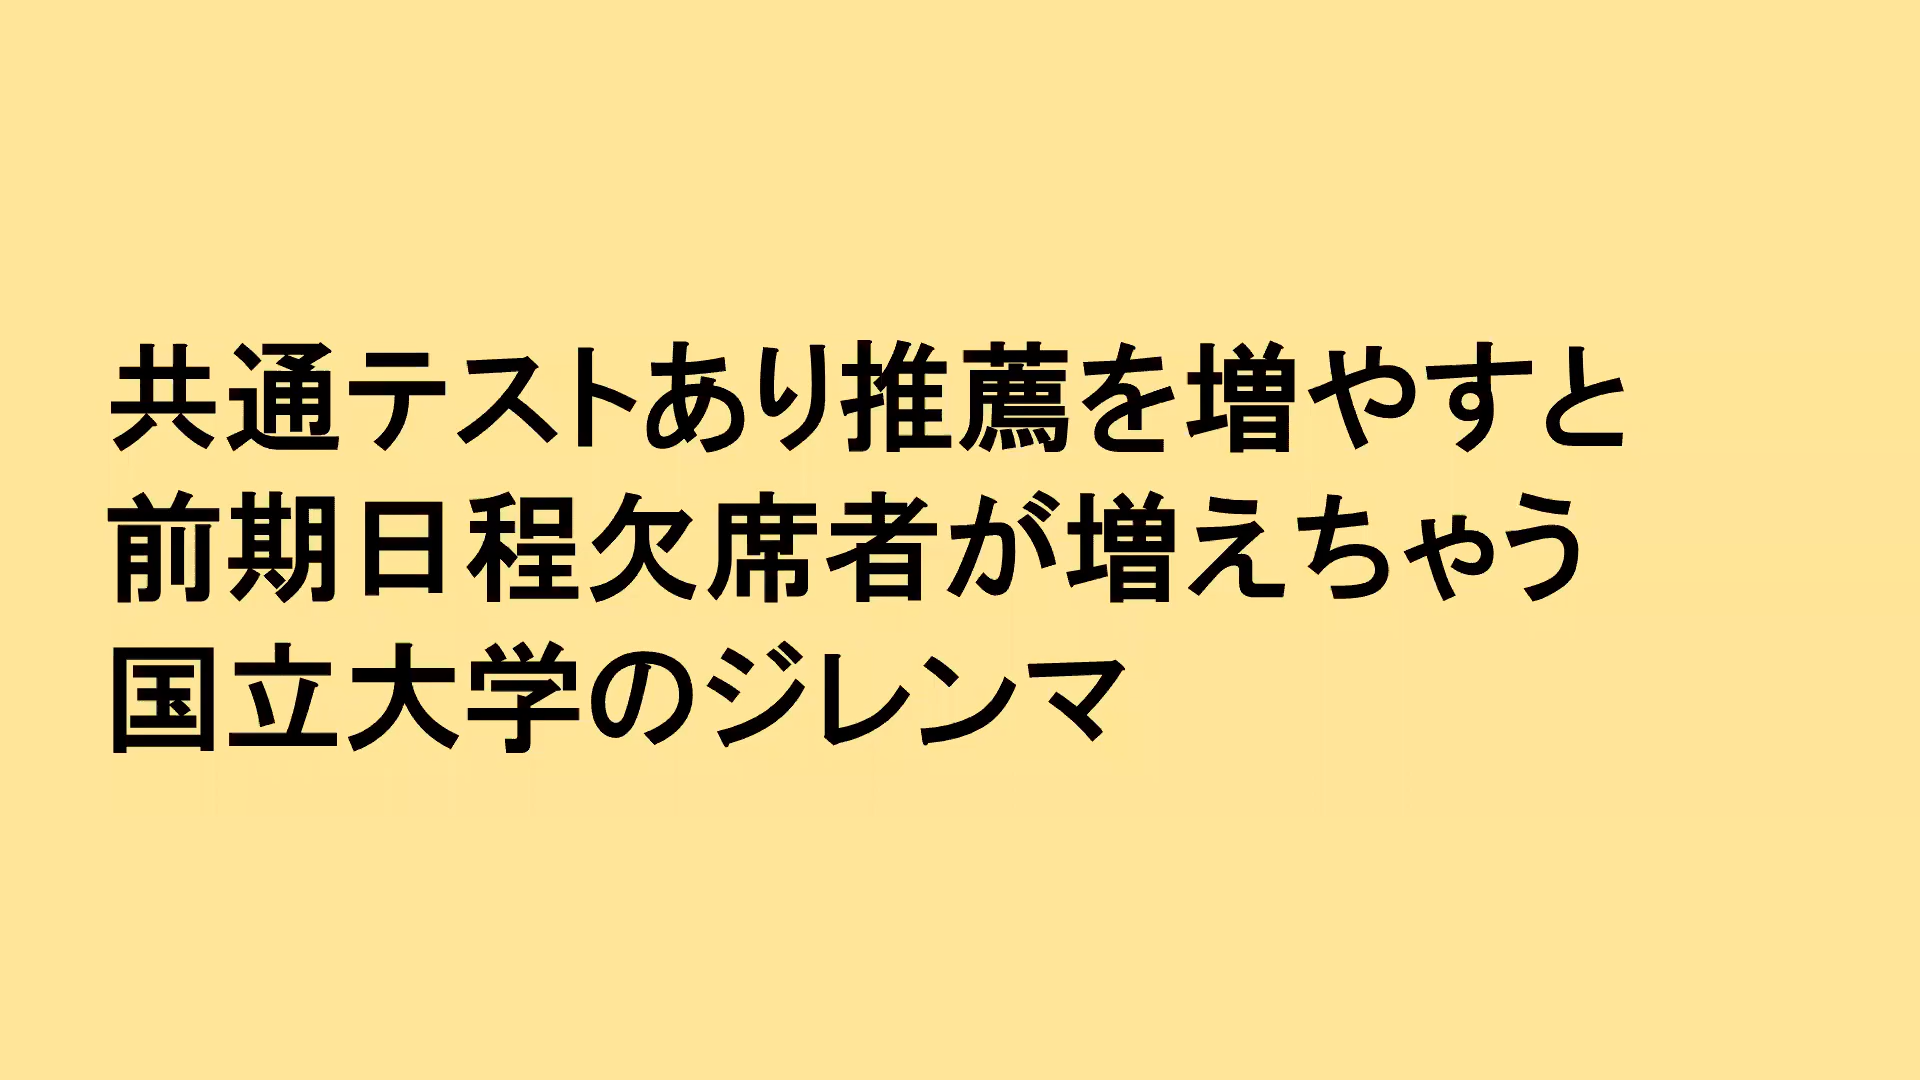 共通テストあり推薦を増やすと
前期日程欠席者が増えちゃう
国立大学のジレンマ